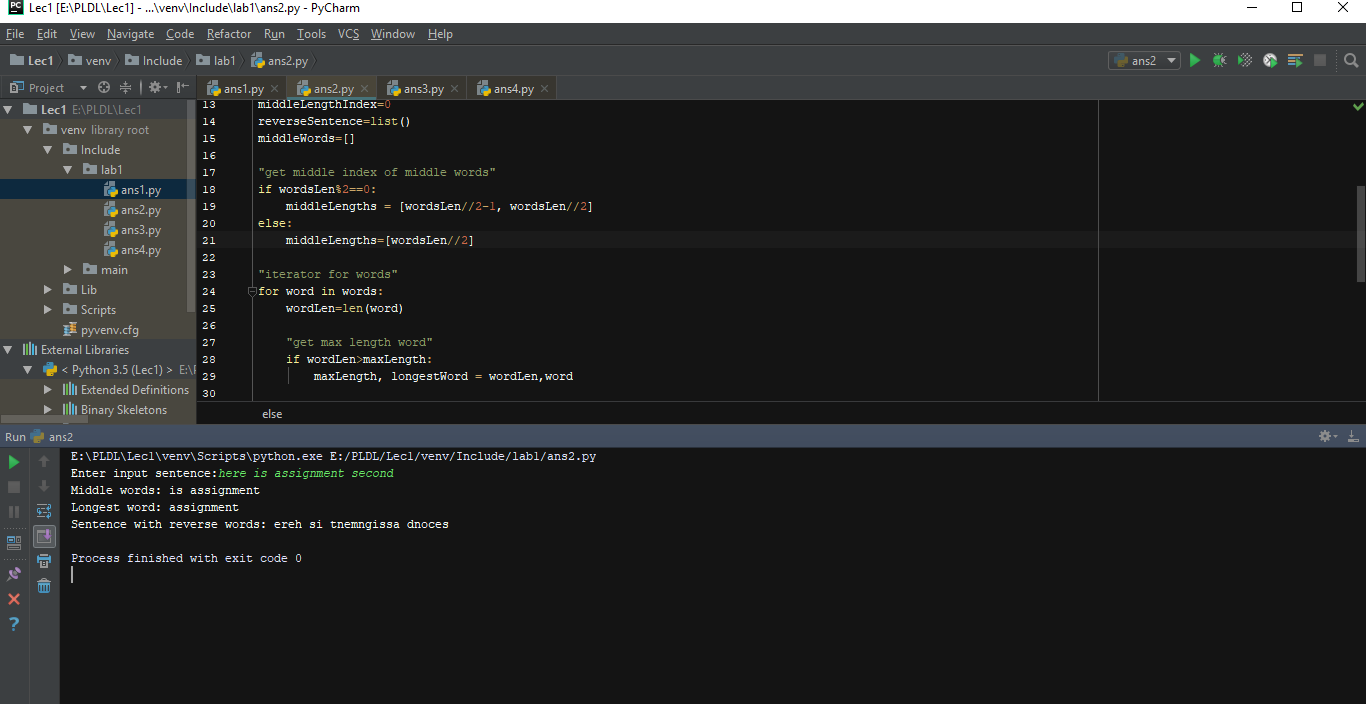 Lec1 [E:\PLDL\Lec1] - ...\venv\Include\lab1\ans2.py - PyCharm
File Edit View Navigate Code Refactor Run Tools VCS Window Help
Lec1 venv Include lab1 ans2.py ans2
Project
ans1.py ans2.py ans3.py ans4.py
Lec1 E:\PLDL\Lec1
venv library root
Include
lab1
ans1.py
ans2.py
ans3.py
ans4.py
main
Lib
Scripts
pyvenv.cfg
External Libraries
< Python 3.5 (Lec1) > E:\
Extended Definitions
Binary Skeletons
13 middleLengthIndex=0
14 reverseSentence=list()
15 middleWords=[]
16
17 "get middle index of middle words"
18 if wordsLen%2==0:
19 middleLengths = [wordsLen//2-1, wordsLen//2]
20 else:
21 middleLengths=[wordsLen//2]
22
23 "iterator for words"
24 for word in words:
25 wordLen=len(word)
26
27 "get max length word"
28 if wordLen>maxLength:
29 maxLength, longestWord = wordLen,word
30
else
Run ans2
E:\PLDL\Lec1\venv\Scripts\python.exe E:/PLDL/Lec1/venv/Include/lab1/ans2.py
Enter input sentence:here is assignment second
Middle words: is assignment
Longest word: assignment
Sentence with reverse words: ereh si tnemngissa dnoces
Process finished with exit code 0